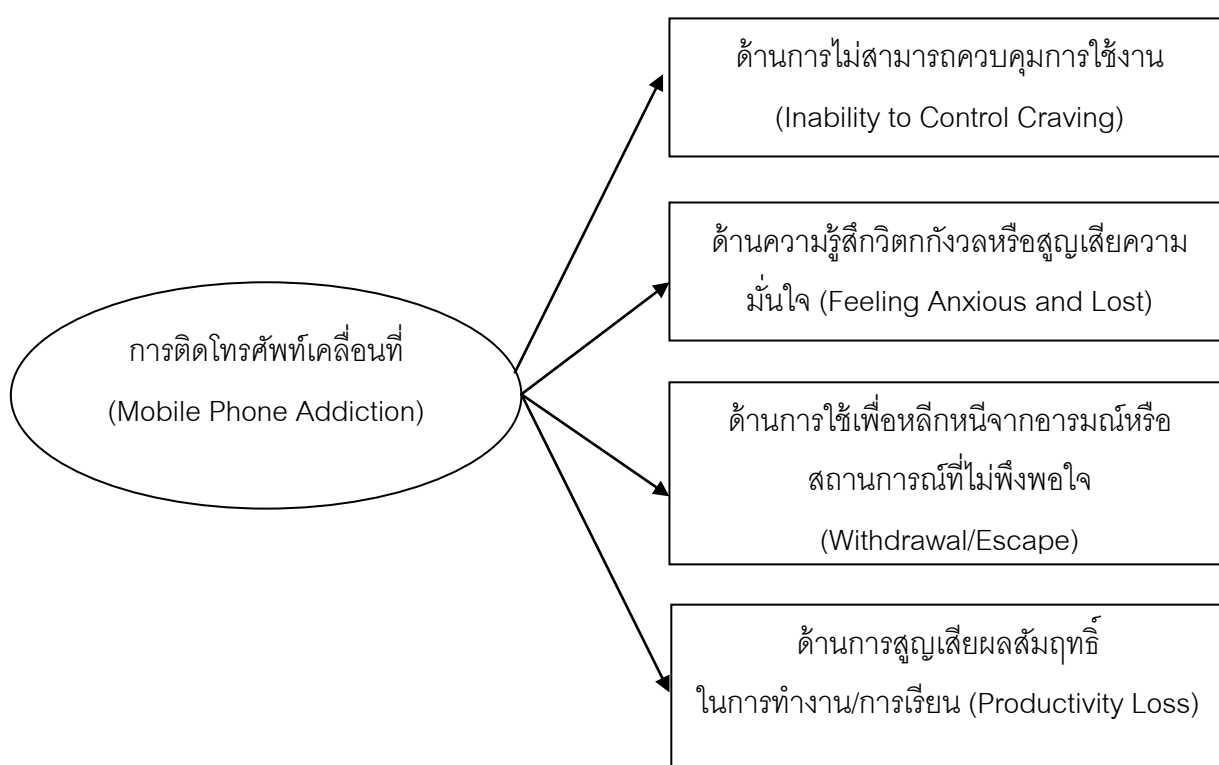 ด้านการไม่สามารถควบคุมการใช้งาน
(Inability to Control Craving)
ด้านความรู้สึกวิตกกังวลหรือสูญเสียความ
มั่นใจ (Feeling Anxious and Lost)
การติดโทรศัพท์เคลื่อนที่
(Mobile Phone Addiction)
ด้านการใช้เพื่อหลีกหนีจากอารมณ์หรือ
สถานการณ์ที่ไม่พึงพอใจ
(Withdrawal/Escape)
ด้านการสูญเสียผลสัมฤทธิ์
ในการทำงาน/การเรียน (Productivity Loss)